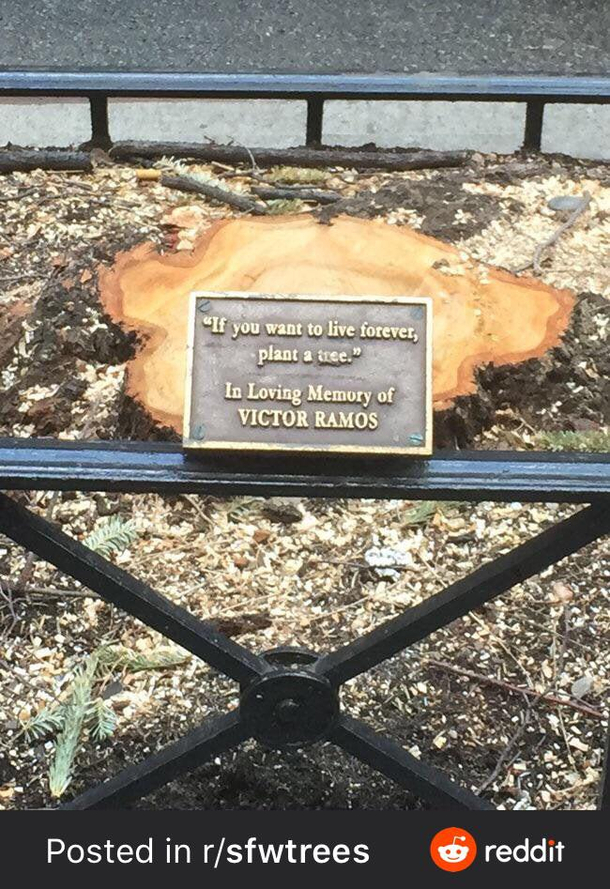 “If you want to live forever,
plant a tree.”
In Loving Memory of
VICTOR RAMOS
Posted in r/sfwtrees
reddit